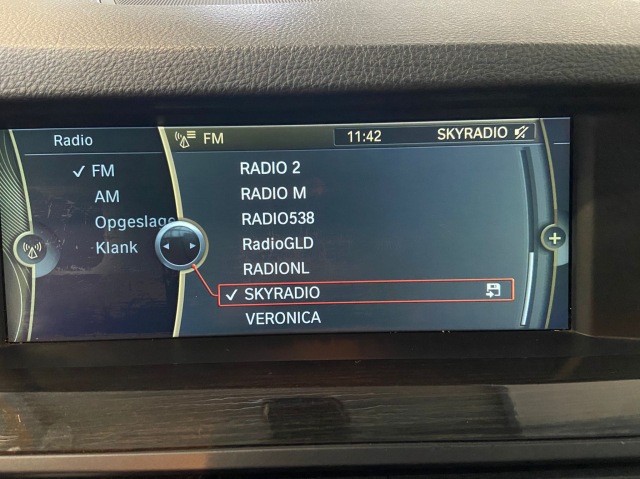 Radio
FM
11:42
SKYRADIO
FM
AM
Opgeslage
Klank
RADIO 2
RADIO M
RADIO538
RadioGLD
RADIONL
SKYRADIO
VERONICA